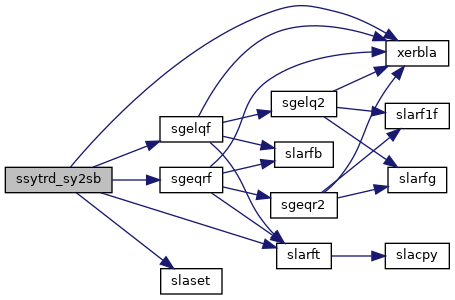 xerbla
sgelq2
slarf1f
sgelqf
slarfb
ssytrd_sy2sb
sgeqrf
slarfg
sgeqr2
slarft
slacpy
slaset